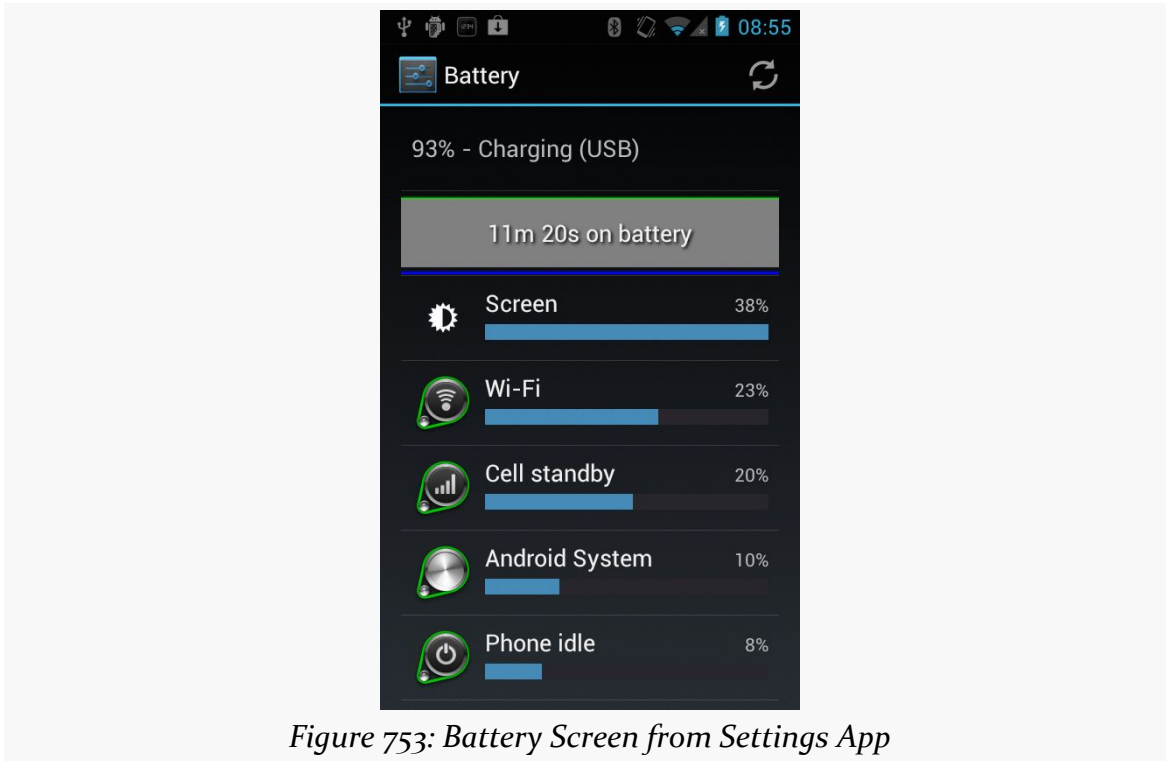 08:55
Battery
93% - Charging (USB)
11m 20s on battery
Screen 38%
Wi-Fi 23%
Cell standby 20%
Android System 10%
Phone idle 8%
Figure 753: Battery Screen from Settings App